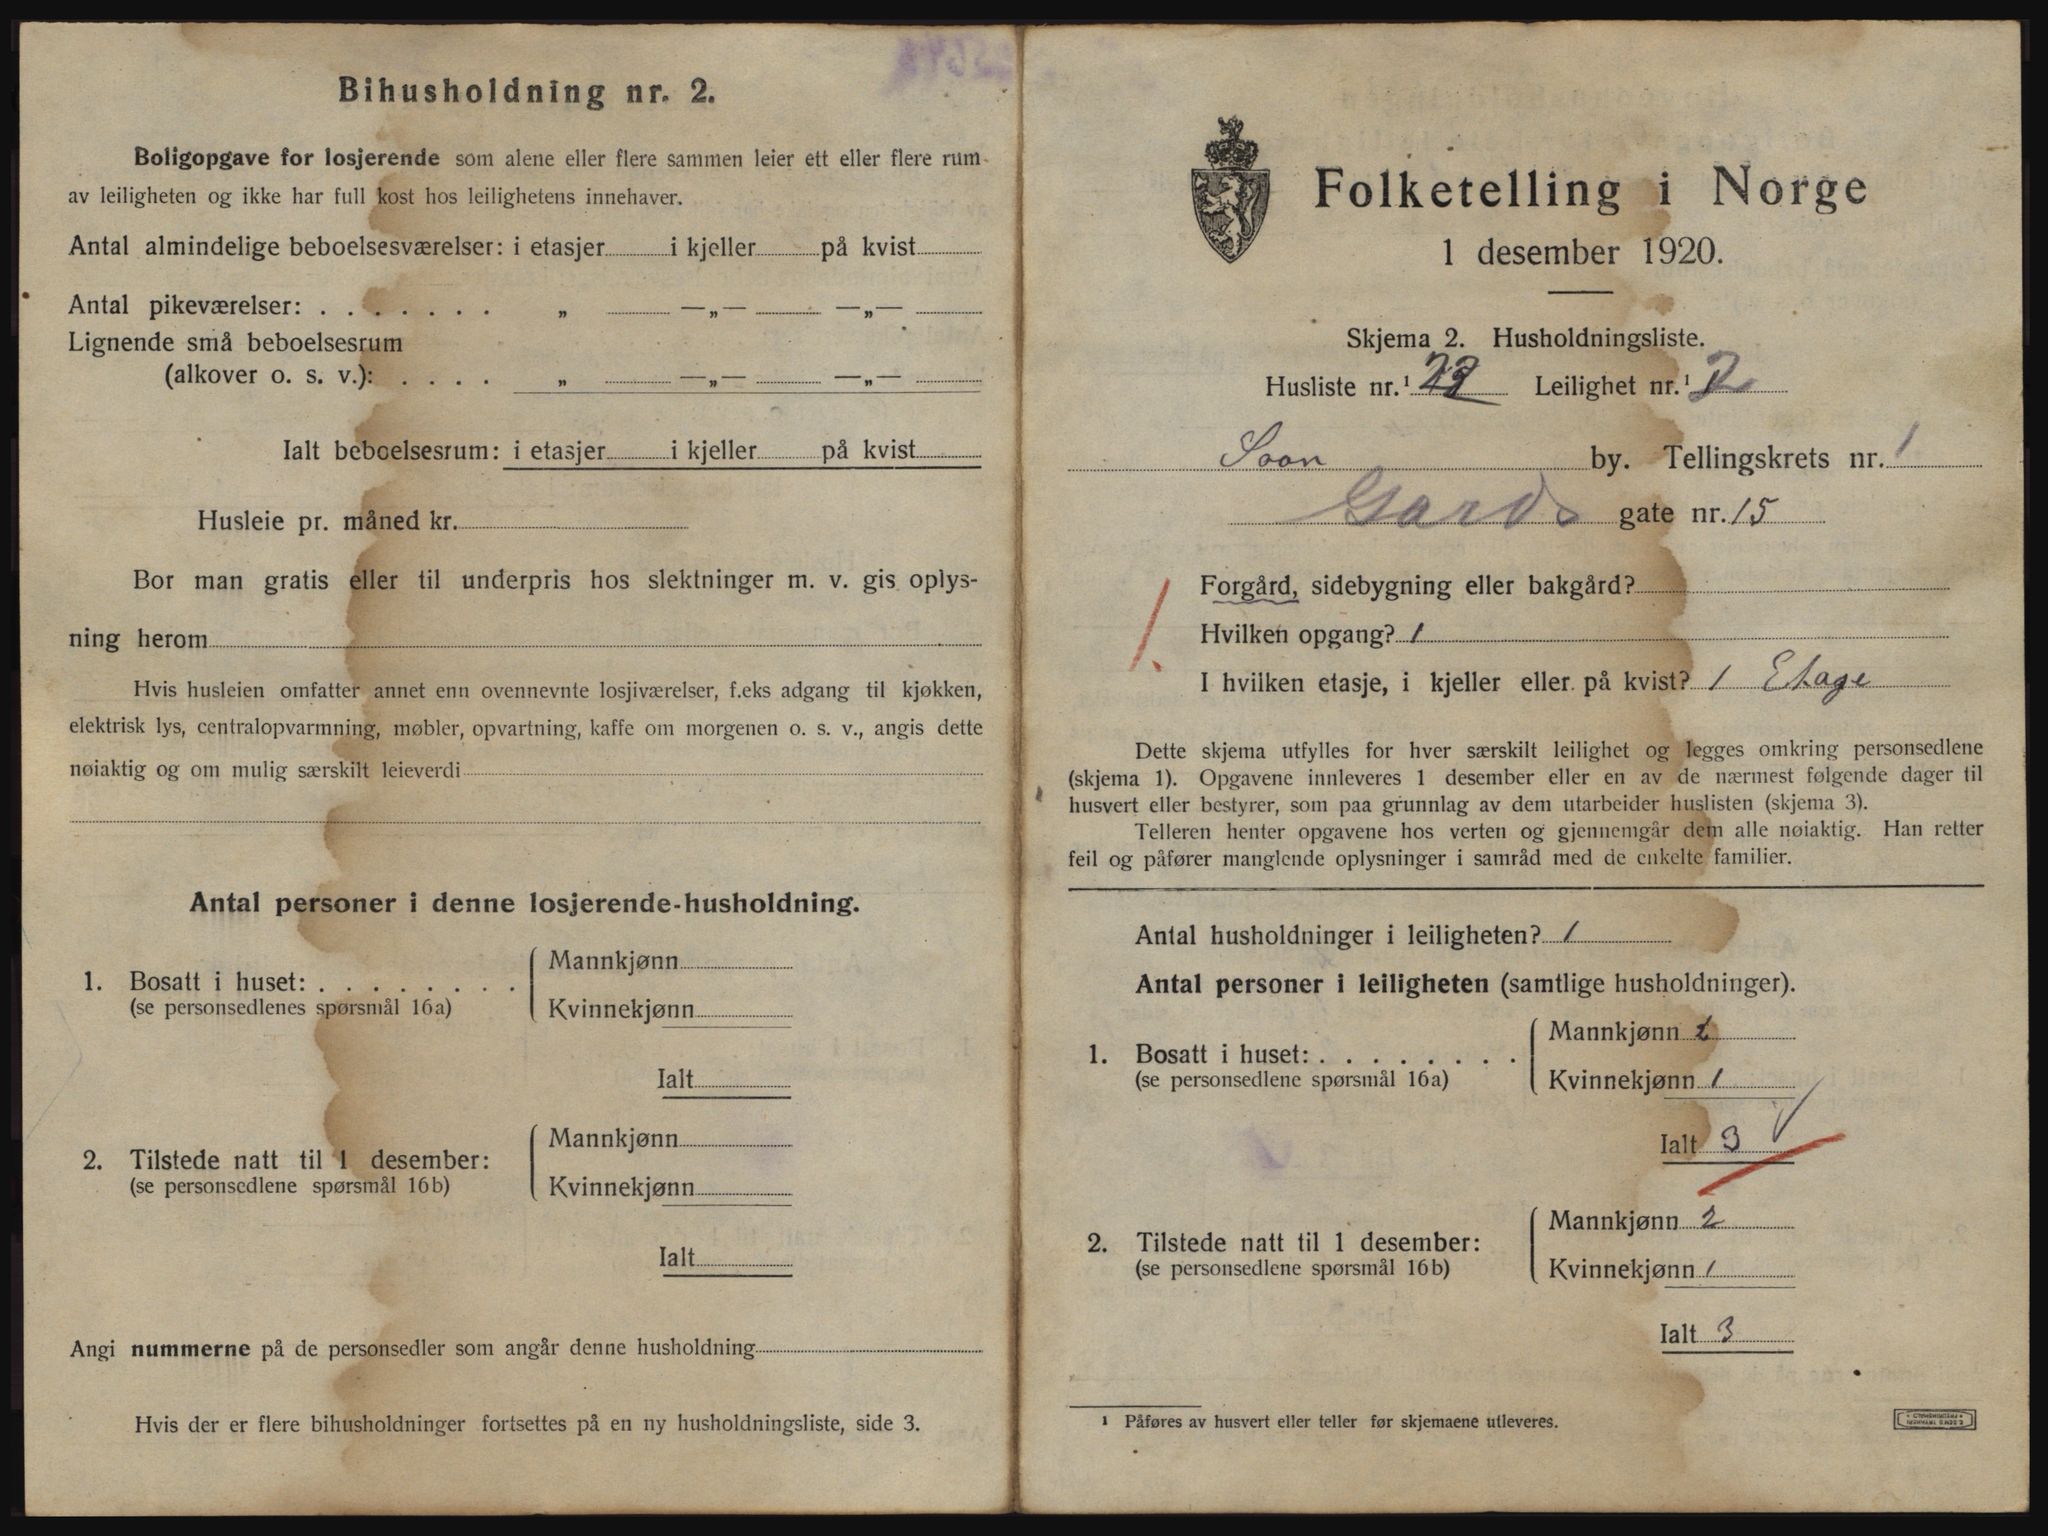 Bihusholdning nr. 2.
Boligopgave for losjerende som alene eller flere sammen leier ett eller flere rum
av leiligheten og ikke har full kost hos leilighetens innehaver.
Antal almindelige beboelsesværelser: i etasjer i kjeller på kvist
Antal pikeværelser: . . . . . . . „ —„— —„—
Lignende små beboelsesrum
(alkover o. s. v.): . . . . „ —„— —„—
Ialt beboelsesrum: i etasjer i kjeller på kvist
Husleie pr. måned kr.
Bor man gratis eller til underpris hos slektninger m. v. gis oplys-
ning herom
Hvis husleien omfatter annet enn ovennevnte losjiværelser, f.eks adgang til kjøkken,
elektrisk lys, centralopvarmning, møbler, opvartning, kaffe om morgenen o. s. v., angis dette
nøiaktig og om mulig særskilt leieverdi
Antal personer i denne losjerende-husholdning.
1. Bosatt i huset: . . . . . . . .
(se personsedlenes spørsmål 16a)
Mannkjønn
Kvinnekjønn
Ialt
2. Tilstede natt til 1 desember:
(se personsedlene spørsmål 16b)
Mannkjønn
Kvinnekjønn
Ialt
Angi nummerne på de personsedler som angår denne husholdning
Hvis der er flere bihusholdninger fortsettes på en ny husholdningsliste, side 3.
Folketelling i Norge
1 desember 1920.
Skjema 2. Husholdningsliste.
Husliste nr.¹ Leilighet nr.¹ 2
Soon by. Tellingskrets nr. 1
Gards gate nr. 15
Forgård, sidebygning eller bakgård?
Hvilken opgang? 1
1.
I hvilken etasje, i kjeller eller på kvist? 1 Etage
Dette skjema utfylles for hver særskilt leilighet og legges omkring personsedlene
(skjema 1). Opgavene innleveres 1 desember eller en av de nærmest følgende dager til
husvert eller bestyrer, som paa grunnlag av dem utarbeider huslisten (skjema 3).
Telleren henter opgavene hos verten og gjennemgår dem alle nøiaktig. Han retter
feil og påfører manglende oplysninger i samråd med de enkelte familier.
Antal husholdninger i leiligheten? 1
Antal personer i leiligheten (samtlige husholdninger).
1. Bosatt i huset: . . . . . . . .
(se personsedlene spørsmål 16a)
Mannkjønn 2
Kvinnekjønn 1
Ialt 3
2. Tilstede natt til 1 desember:
(se personsedlene spørsmål 16b)
Mannkjønn 2
Kvinnekjønn 1
Ialt 3
¹ Påføres av husvert eller teller før skjemaene utleveres.